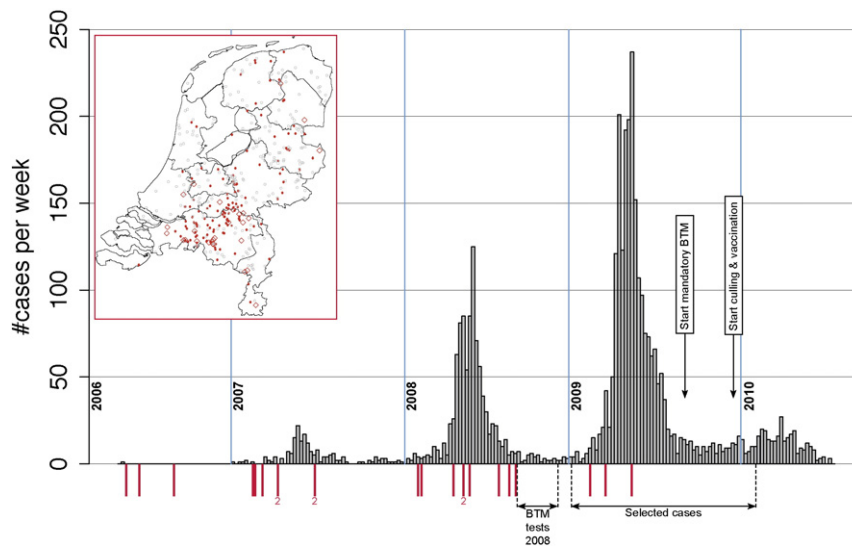 #cases per week
250
200
150
100
50
0
2006
2007
2008
2009
2010
Start mandatory BTM
Start culling & vaccination
2
2
2
BTM
tests
2008
Selected cases